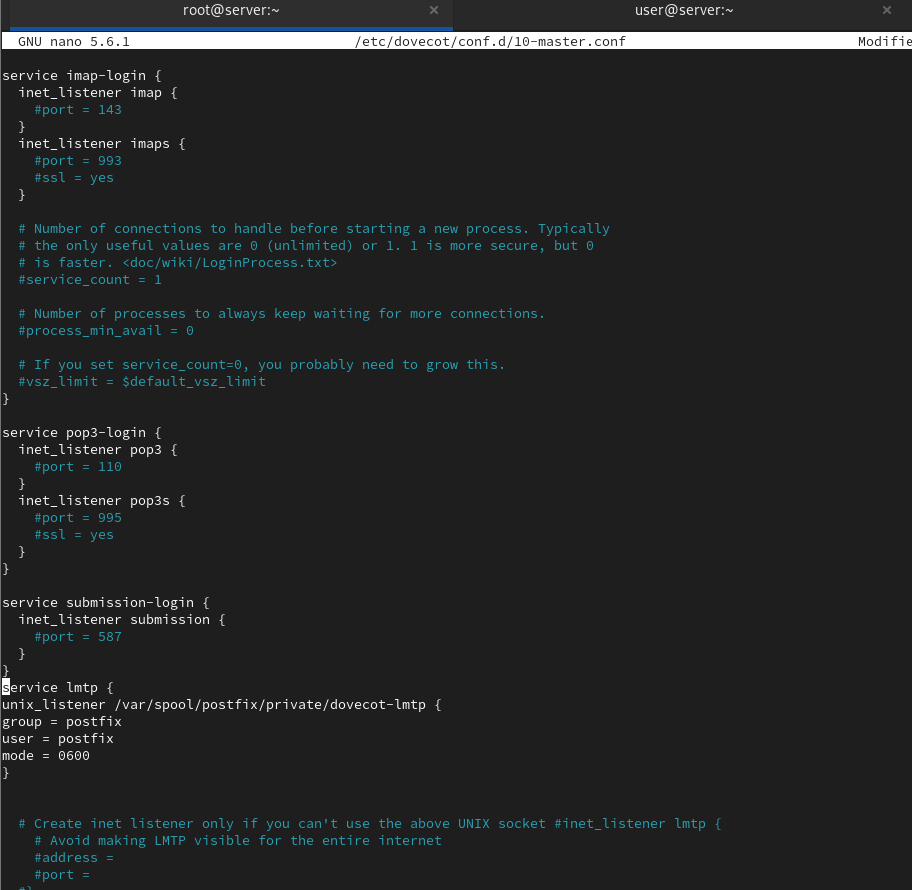 root@server:~ × user@server:~ ×
GNU nano 5.6.1 /etc/dovecot/conf.d/10-master.conf Modifie
service imap-login {
  inet_listener imap {
    #port = 143
  }
  inet_listener imaps {
    #port = 993
    #ssl = yes
  }
  # Number of connections to handle before starting a new process. Typically
  # the only useful values are 0 (unlimited) or 1. 1 is more secure, but 0
  # is faster. <doc/wiki/LoginProcess.txt>
  #service_count = 1
  # Number of processes to always keep waiting for more connections.
  #process_min_avail = 0
  # If you set service_count=0, you probably need to grow this.
  #vsz_limit = $default_vsz_limit
}
service pop3-login {
  inet_listener pop3 {
    #port = 110
  }
  inet_listener pop3s {
    #port = 995
    #ssl = yes
  }
}
service submission-login {
  inet_listener submission {
    #port = 587
  }
}
service lmtp {
unix_listener /var/spool/postfix/private/dovecot-lmtp {
group = postfix
user = postfix
mode = 0600
}
  # Create inet listener only if you can't use the above UNIX socket #inet_listener lmtp {
    # Avoid making LMTP visible for the entire internet
    #address =
    #port =
  #}